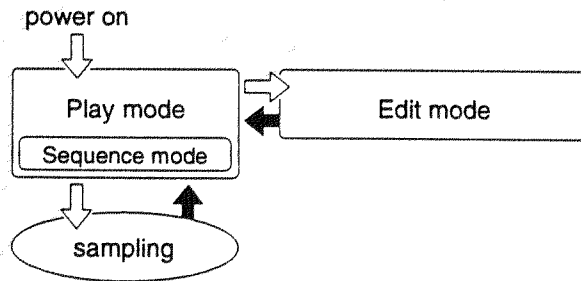 power on
Play mode
Edit mode
Sequence mode
sampling